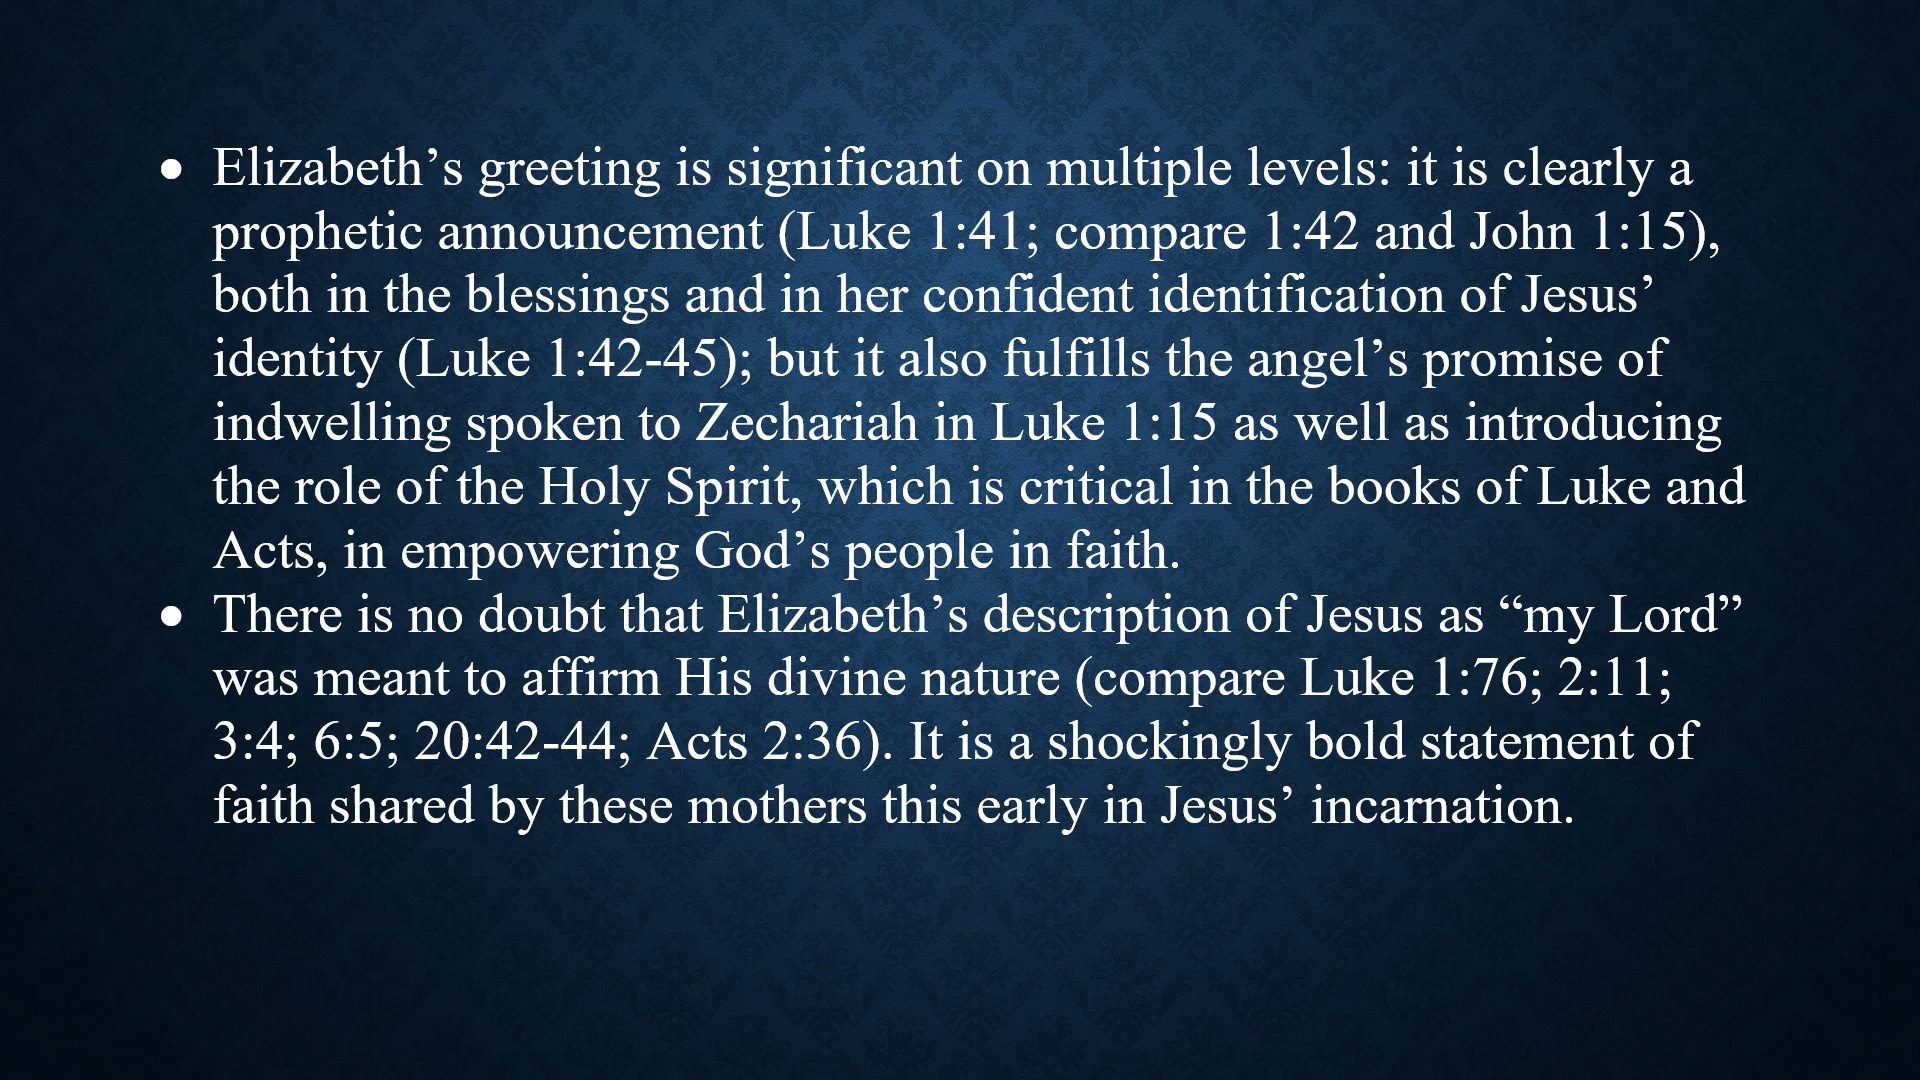 • Elizabeth’s greeting is significant on multiple levels: it is clearly a
prophetic announcement (Luke 1:41; compare 1:42 and John 1:15),
both in the blessings and in her confident identification of Jesus’
identity (Luke 1:42-45); but it also fulfills the angel’s promise of
indwelling spoken to Zechariah in Luke 1:15 as well as introducing
the role of the Holy Spirit, which is critical in the books of Luke and
Acts, in empowering God’s people in faith.
• There is no doubt that Elizabeth’s description of Jesus as “my Lord”
was meant to affirm His divine nature (compare Luke 1:76; 2:11;
3:4; 6:5; 20:42-44; Acts 2:36). It is a shockingly bold statement of
faith shared by these mothers this early in Jesus’ incarnation.